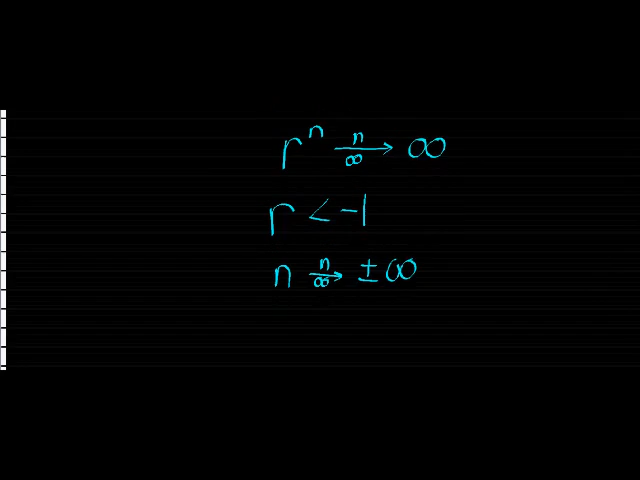 rⁿ n/∞→ ∞
r < -1
n n/∞→ ±∞